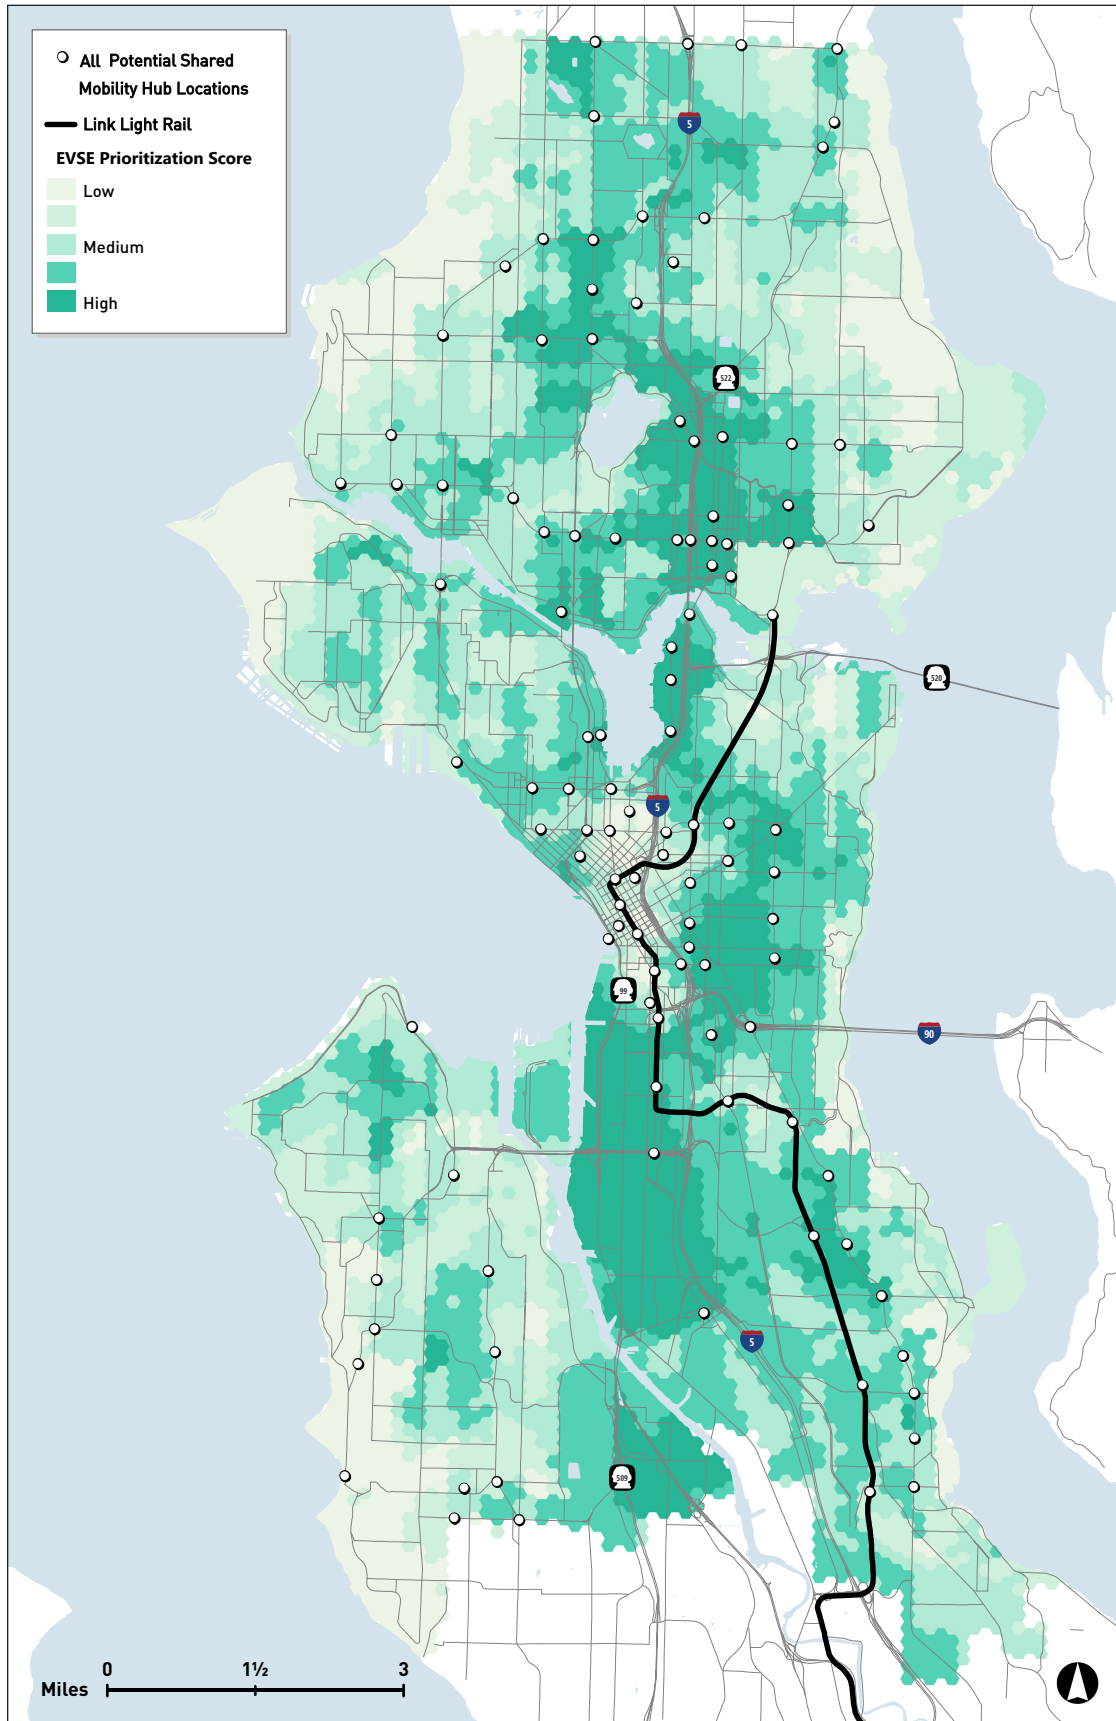 All Potential Shared
Mobility Hub Locations
Link Light Rail
EVSE Prioritization Score
Low
Medium
High
5
522
520
5
99
90
5
509
0 1½ 3
Miles